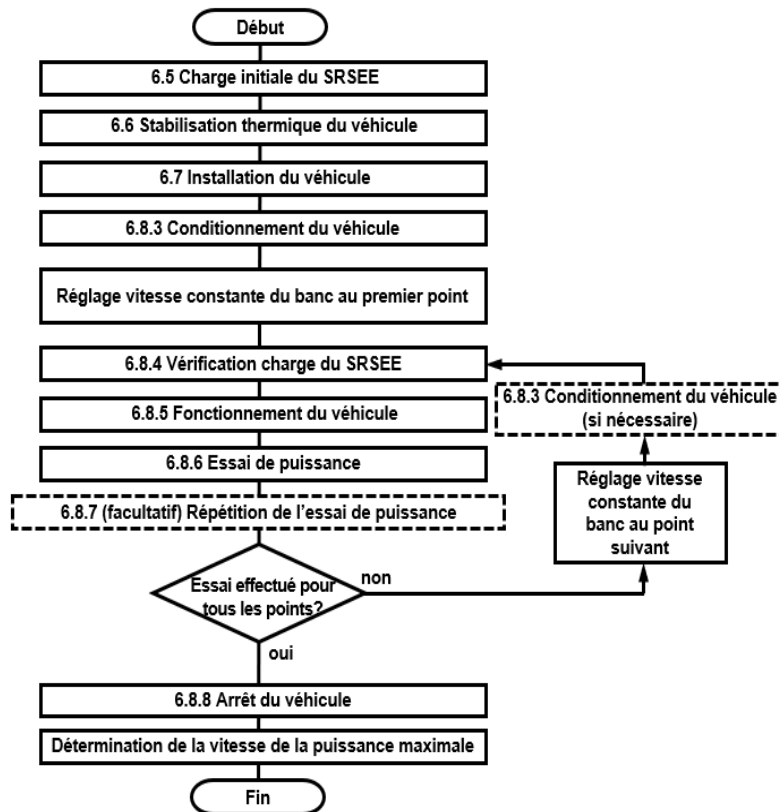 Début
6.5 Charge initiale du SRSEE
6.6 Stabilisation thermique du véhicule
6.7 Installation du véhicule
6.8.3 Conditionnement du véhicule
Réglage vitesse constante du banc au premier point
6.8.4 Vérification charge du SRSEE
6.8.5 Fonctionnement du véhicule
6.8.6 Essai de puissance
6.8.7 (facultatif) Répétition de l'essai de puissance
Essai effectué pour
tous les points?
non
oui
Réglage vitesse
constante du
banc au point
suivant
6.8.3 Conditionnement du véhicule
(si nécessaire)
6.8.8 Arrêt du véhicule
Détermination de la vitesse de la puissance maximale
Fin